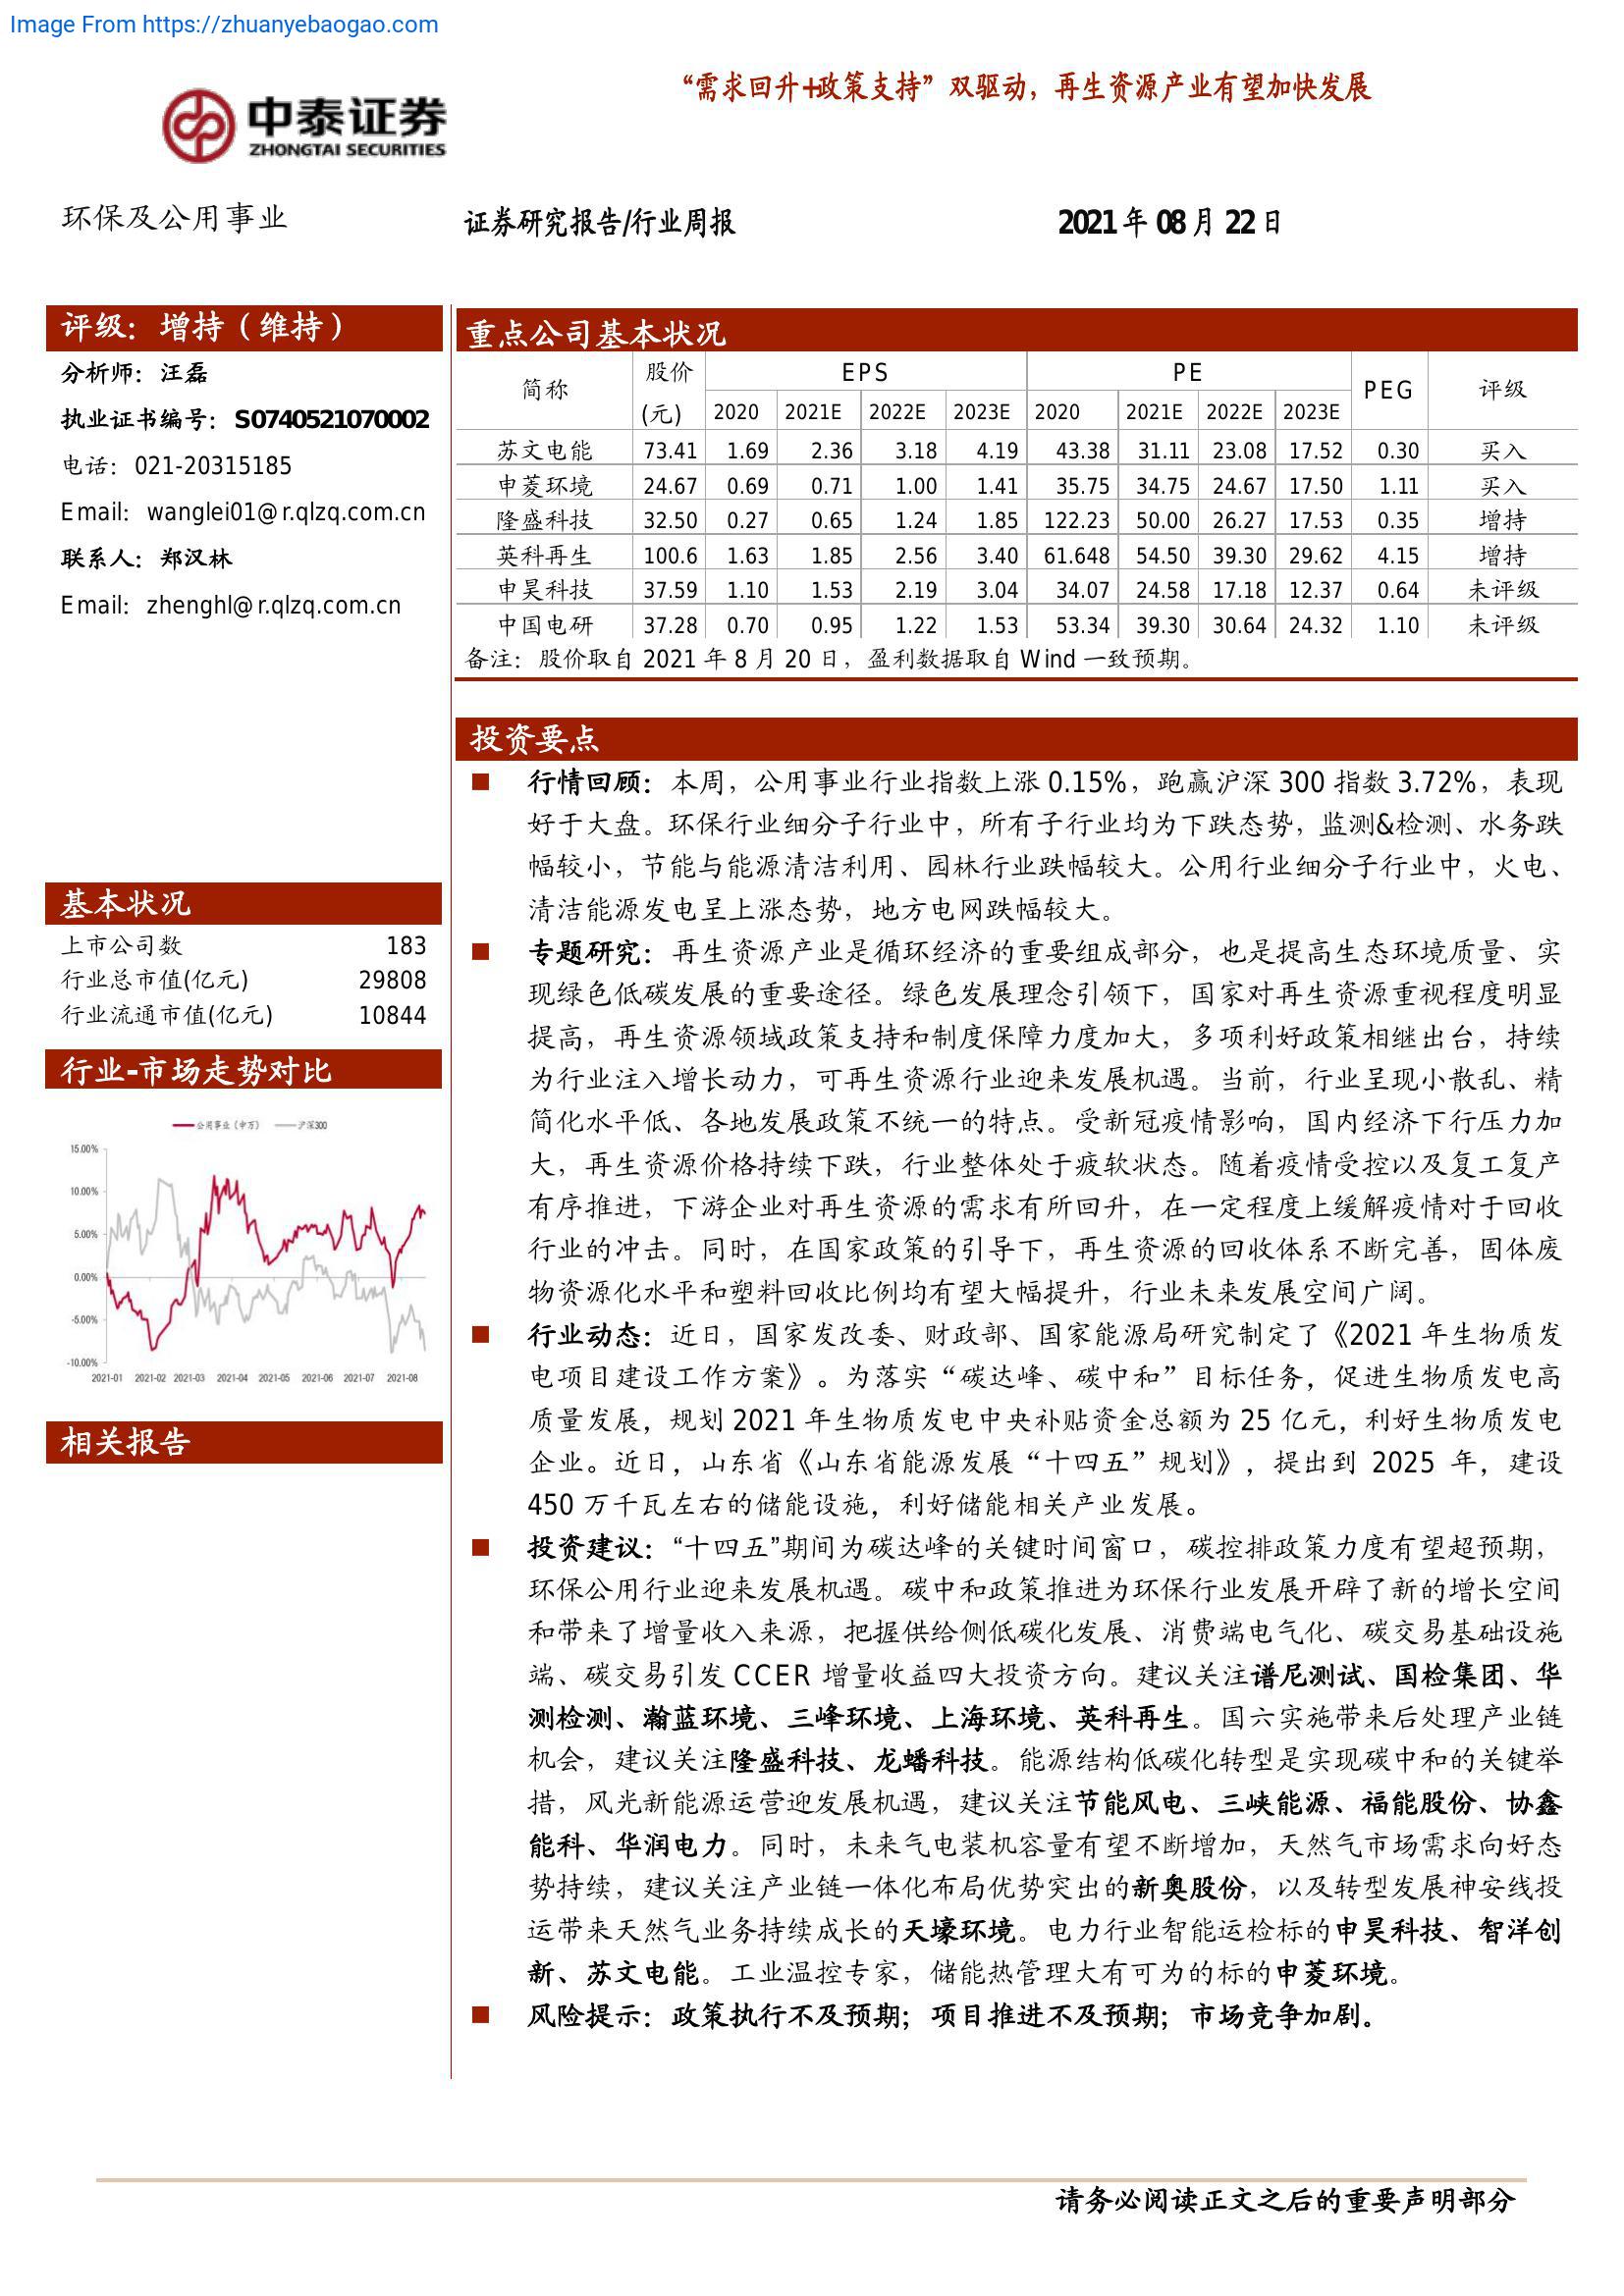 Image From https://zhuanyebaogao.com
“需求回升+政策支持”双驱动，再生资源产业有望加快发展
中泰证券
ZHONGTAI SECURITIES
环保及公用事业
证券研究报告/行业周报
2021年08月22日
评级：增持（维持）
分析师：汪磊
执业证书编号：S0740521070002
电话：021-20315185
Email：wanglei01@r.qlzq.com.cn
联系人：郑汉林
Email：zhenghl@r.qlzq.com.cn
基本状况
上市公司数 183
行业总市值(亿元) 29808
行业流通市值(亿元) 10844
行业-市场走势对比
公用事业（申万） 沪深300
15.00%
10.00%
5.00%
0.00%
-5.00%
-10.00%
2021-01 2021-02 2021-03 2021-04 2021-05 2021-06 2021-07 2021-08
相关报告
重点公司基本状况
简称 股价(元) EPS PE PEG 评级
2020 2021E 2022E 2023E 2020 2021E 2022E 2023E
苏文电能 73.41 1.69 2.36 3.18 4.19 43.38 31.11 23.08 17.52 0.30 买入
申菱环境 24.67 0.69 0.71 1.00 1.41 35.75 34.75 24.67 17.50 1.11 买入
隆盛科技 32.50 0.27 0.65 1.24 1.85 122.23 50.00 26.27 17.53 0.35 增持
英科再生 100.6 1.63 1.85 2.56 3.40 61.648 54.50 39.30 29.62 4.15 增持
申昊科技 37.59 1.10 1.53 2.19 3.04 34.07 24.58 17.18 12.37 0.64 未评级
中国电研 37.28 0.70 0.95 1.22 1.53 53.34 39.30 30.64 24.32 1.10 未评级
备注：股价取自2021年8月20日，盈利数据取自Wind一致预期。
投资要点
行情回顾：本周，公用事业行业指数上涨0.15%，跑赢沪深300指数3.72%，表现
好于大盘。环保行业细分子行业中，所有子行业均为下跌态势，监测&检测、水务跌
幅较小，节能与能源清洁利用、园林行业跌幅较大。公用行业细分子行业中，火电、
清洁能源发电呈上涨态势，地方电网跌幅较大。
专题研究：再生资源产业是循环经济的重要组成部分，也是提高生态环境质量、实
现绿色低碳发展的重要途径。绿色发展理念引领下，国家对再生资源重视程度明显
提高，再生资源领域政策支持和制度保障力度加大，多项利好政策相继出台，持续
为行业注入增长动力，可再生资源行业迎来发展机遇。当前，行业呈现小散乱、精
简化水平低、各地发展政策不统一的特点。受新冠疫情影响，国内经济下行压力加
大，再生资源价格持续下跌，行业整体处于疲软状态。随着疫情受控以及复工复产
有序推进，下游企业对再生资源的需求有所回升，在一定程度上缓解疫情对于回收
行业的冲击。同时，在国家政策的引导下，再生资源的回收体系不断完善，固体废
物资源化水平和塑料回收比例均有望大幅提升，行业未来发展空间广阔。
行业动态：近日，国家发改委、财政部、国家能源局研究制定了《2021年生物质发
电项目建设工作方案》。为落实“碳达峰、碳中和”目标任务，促进生物质发电高
质量发展，规划2021年生物质发电中央补贴资金总额为25亿元，利好生物质发电
企业。近日，山东省《山东省能源发展“十四五”规划》，提出到2025年，建设
450万千瓦左右的储能设施，利好储能相关产业发展。
投资建议：“十四五”期间为碳达峰的关键时间窗口，碳控排政策力度有望超预期，
环保公用行业迎来发展机遇。碳中和政策推进为环保行业发展开辟了新的增长空间
和带来了增量收入来源，把握供给侧低碳化发展、消费端电气化、碳交易基础设施
端、碳交易引发CCER增量收益四大投资方向。建议关注谱尼测试、国检集团、华
测检测、瀚蓝环境、三峰环境、上海环境、英科再生。国六实施带来后处理产业链
机会，建议关注隆盛科技、龙蟠科技。能源结构低碳化转型是实现碳中和的关键举
措，风光新能源运营迎发展机遇，建议关注节能风电、三峡能源、福能股份、协鑫
能科、华润电力。同时，未来气电装机容量有望不断增加，天然气市场需求向好态
势持续，建议关注产业链一体化布局优势突出的新奥股份，以及转型发展神安线投
运带来天然气业务持续成长的天壕环境。电力行业智能运检标的申昊科技、智洋创
新、苏文电能。工业温控专家，储能热管理大有可为的标的申菱环境。
风险提示：政策执行不及预期；项目推进不及预期；市场竞争加剧。
请务必阅读正文之后的重要声明部分